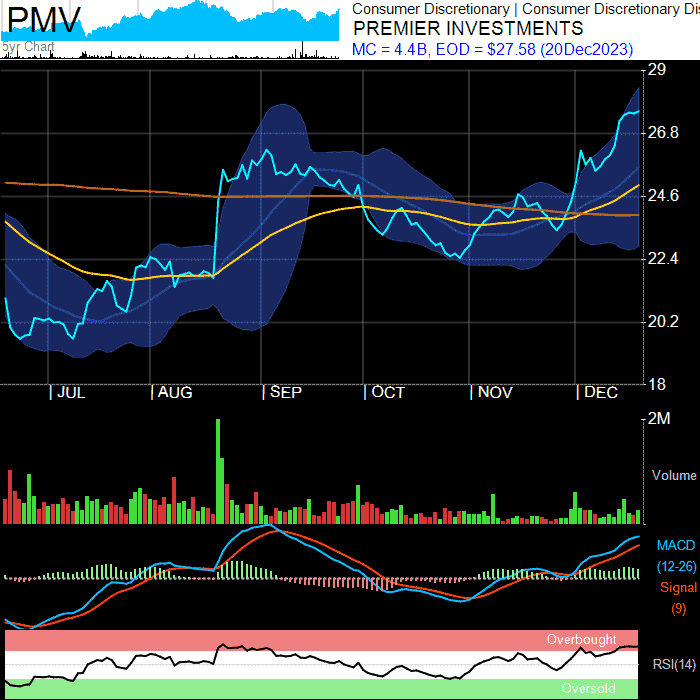 PMV
5yr Chart
Consumer Discretionary | Consumer Discretionary Dis
PREMIER INVESTMENTS
MC = 4.4B, EOD = $27.58 (20Dec2023)
29
26.8
24.6
22.4
20.2
18
| JUL | AUG | SEP | OCT | NOV | DEC
2M
Volume
MACD
(12-26)
Signal
(9)
Overbought
RSI(14)
Oversold